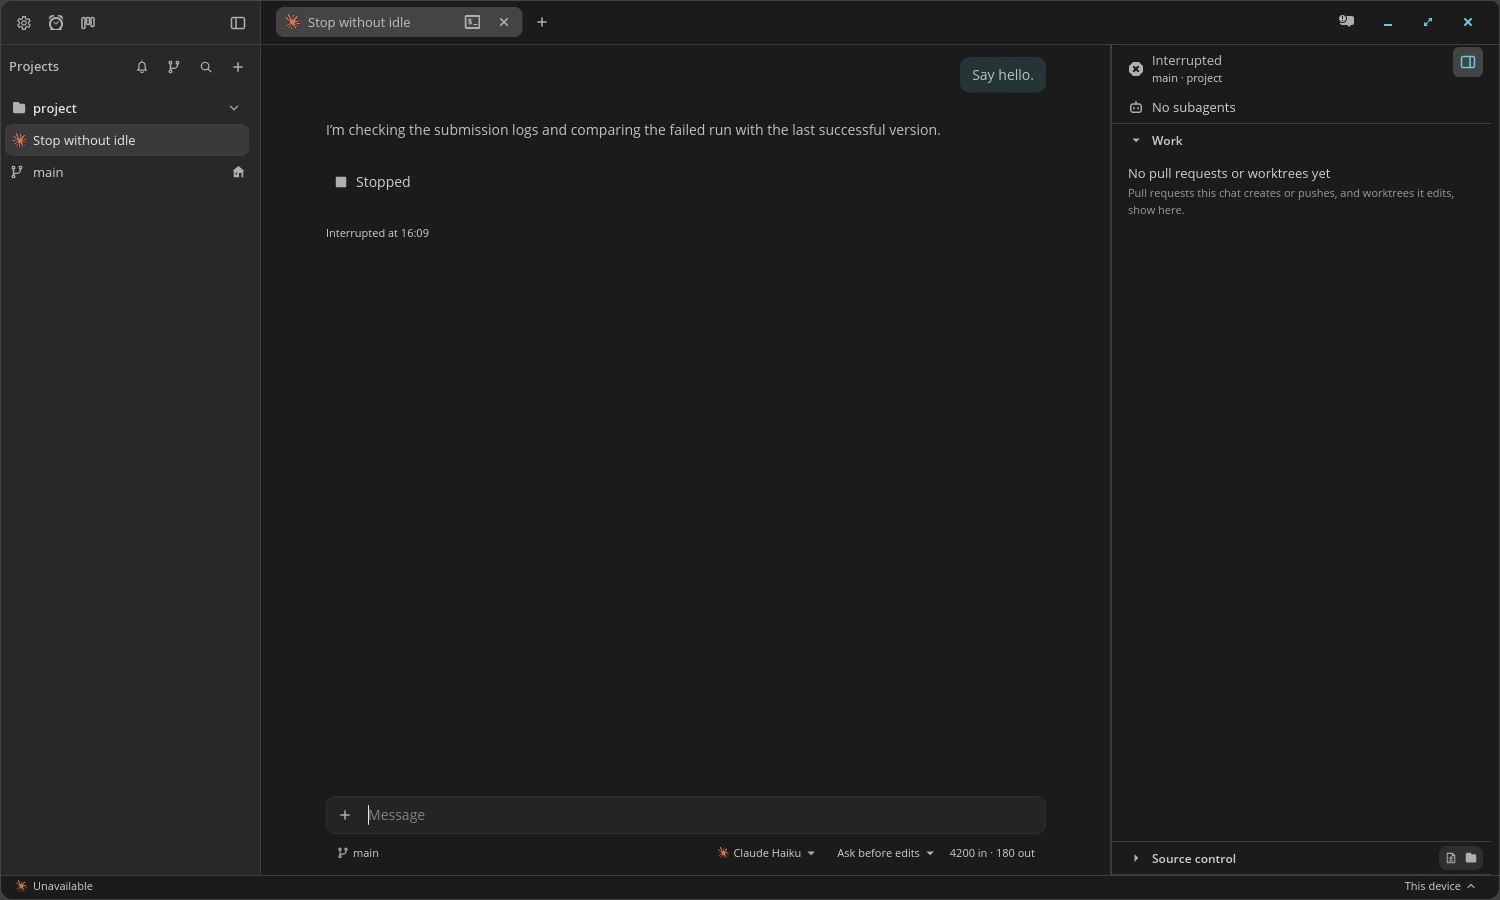 Stop without idle
Projects
project
Stop without idle
main
Say hello.
I'm checking the submission logs and comparing the failed run with the last successful version.
Stopped
Interrupted at 16:09
Message
main
Claude Haiku
Ask before edits
4200 in · 180 out
Interrupted
main · project
No subagents
Work
No pull requests or worktrees yet
Pull requests this chat creates or pushes, and worktrees it edits,
show here.
Source control
Unavailable
This device